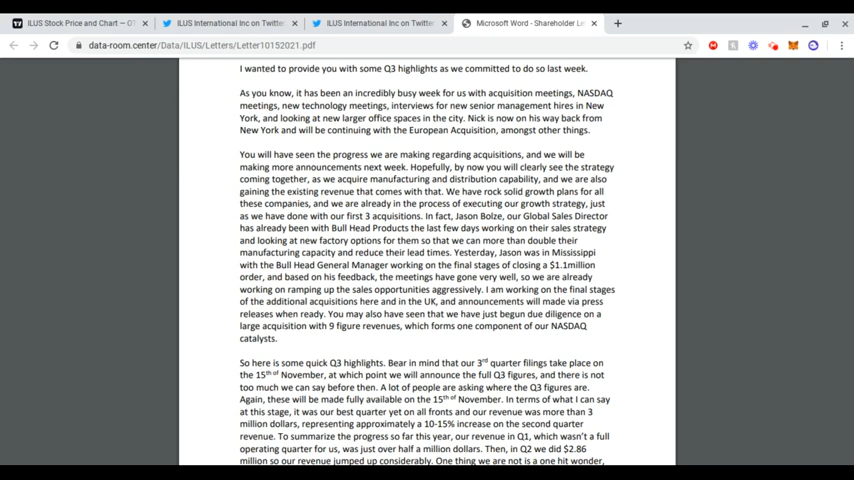 ILUS Stock Price and Chart — GT
ILUS International Inc on Twitter
ILUS International Inc on Twitter
Microsoft Word - Shareholder Le
data-room.center/Data/ILUS/Letters/Letter10152021.pdf
I wanted to provide you with some Q3 highlights as we committed to do so last week.
As you know, it has been an incredibly busy week for us with acquisition meetings, NASDAQ
meetings, new technology meetings, interviews for new senior management hires in New
York, and looking at new larger office spaces in the city. Nick is now on his way back from
New York and will be continuing with the European Acquisition, amongst other things.
You will have seen the progress we are making regarding acquisitions, and we will be
making more announcements next week. Hopefully, by now you will clearly see the strategy
coming together, as we acquire manufacturing and distribution capability, and we are also
gaining the existing revenue that comes with that. We have rock solid growth plans for all
these companies, and we are already in the process of executing our growth strategy, just
as we have done with our first 3 acquisitions. In fact, Jason Bolze, our Global Sales Director
has already been with Bull Head Products the last few days working on their sales strategy
and looking at new factory options for them so that we can more than double their
manufacturing capacity and reduce their lead times. Yesterday, Jason was in Mississippi
with the Bull Head General Manager working on the final stages of closing a $1.1million
order, and based on his feedback, the meetings have gone very well, so we are already
working on ramping up the sales opportunities aggressively. I am working on the final stages
of the additional acquisitions here and in the UK, and announcements will made via press
releases when ready. You may also have seen that we have just begun due diligence on a
large acquisition with 9 figure revenues, which forms one component of our NASDAQ
catalysts.
So here is some quick Q3 highlights. Bear in mind that our 3rd quarter filings take place on
the 15th of November, at which point we will announce the full Q3 figures, and there is not
too much we can say before then. A lot of people are asking where the Q3 figures are.
Again, these will be made fully available on the 15th of November. In terms of what I can say
at this stage, it was our best quarter yet on all fronts and our revenue was more than 3
million dollars, representing approximately a 10-15% increase on the second quarter
revenue. To summarize the progress so far this year, our revenue in Q1, which wasn't a full
operating quarter for us, was just over half a million dollars. Then, in Q2 we did $2.86
million so our revenue jumped up considerably. One thing we are not is a one hit wonder,